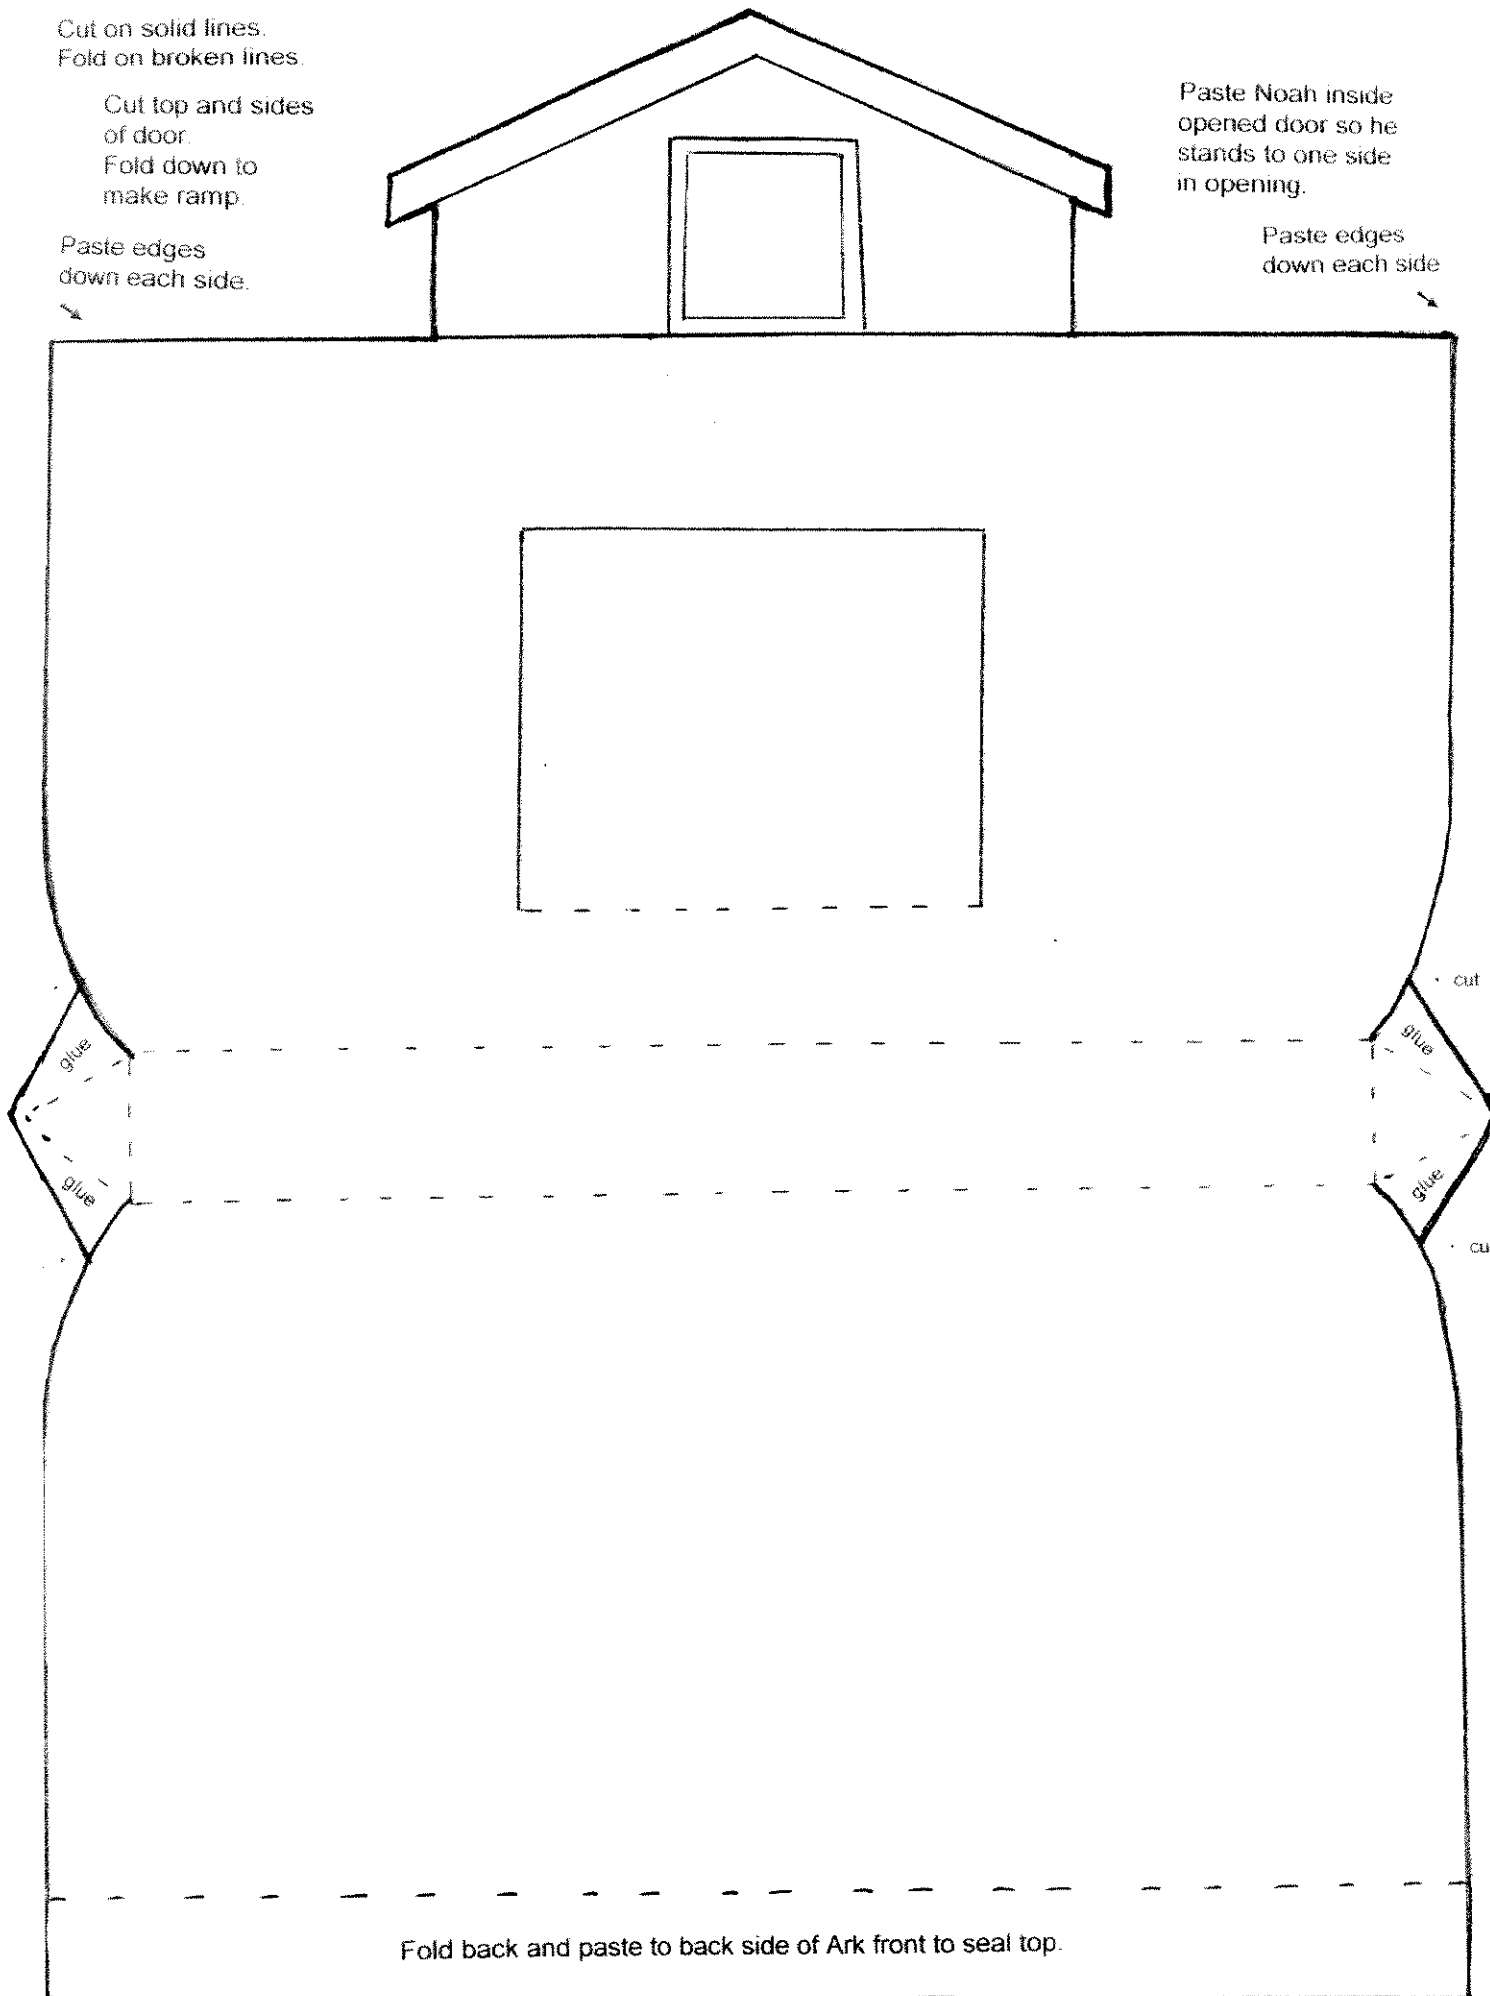 Cut on solid lines.
Fold on broken lines.
Cut top and sides
of door.
Fold down to
make ramp.
Paste edges
down each side.
Paste Noah inside
opened door so he
stands to one side
in opening.
Paste edges
down each side
cut
glue
glue
glue
glue
cu
Fold back and paste to back side of Ark front to seal top.